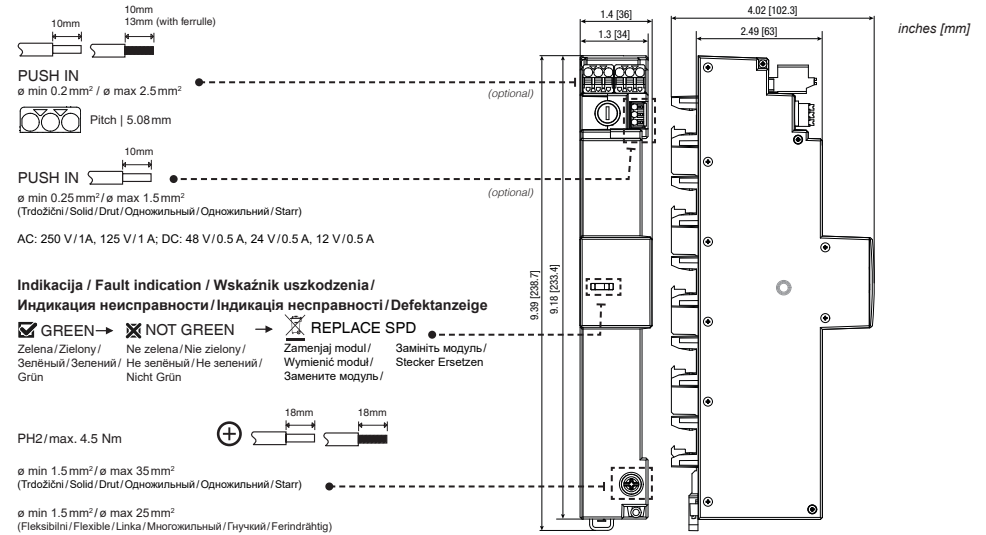 10mm
10mm
13mm (with ferrulle)
PUSH IN
ø min 0.2mm² / ø max 2.5mm²
Pitch | 5.08mm
10mm
PUSH IN
ø min 0.25mm²/ø max 1.5mm²
(Trdožični/Solid/Drut/Одножильный/Одножильний/Starr)
AC: 250 V/1A, 125 V/1 A; DC: 48 V/0.5 A, 24 V/0.5 A, 12 V/0.5 A
Indikacija / Fault indication / Wskaźnik uszkodzenia/
Индикация неисправности/Індикація несправності/Defektanzeige
GREEN→ NOT GREEN → REPLACE SPD
Zelena/Zielony/
Зелёный/Зелений/
Grün
Ne zelena/Nie zielony/
Не зелёный/Не зелений/
Nicht Grün
Zamenjaj modul/
Wymienić moduł/
Замените модуль/
Замініть модуль/
Stecker Ersetzen
18mm
18mm
PH2/max. 4.5 Nm
ø min 1.5mm²/ø max 35mm²
(Trdožični/Solid/Drut/Одножильный/Одножильний/Starr)
ø min 1.5mm²/ø max 25mm²
(Fleksibilni/Flexible/Linka/Многожильный/Гнучкий/Ferindrähtig)
(optional)
(optional)
1.4 [36]
1.3 [34]
9.39 [238.7]
9.18 [233.4]
4.02 [102.3]
2.49 [63]
inches [mm]